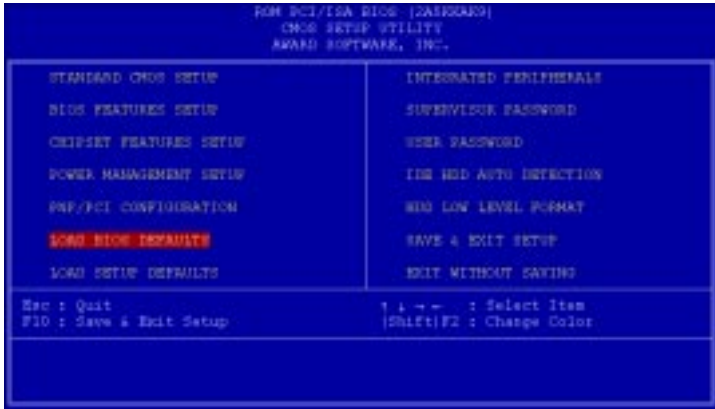 ROM PCI/ISA BIOS
CMOS SETUP UTILITY
AWARD SOFTWARE, INC.
STANDARD CMOS SETUP
BIOS FEATURES SETUP
CHIPSET FEATURES SETUP
POWER MANAGEMENT SETUP
PNP/PCI CONFIGURATION
LOAD BIOS DEFAULTS
LOAD SETUP DEFAULTS
INTEGRATED PERIPHERALS
SUPERVISOR PASSWORD
USER PASSWORD
IDE HDD AUTO DETECTION
HDD LOW LEVEL FORMAT
SAVE & EXIT SETUP
EXIT WITHOUT SAVING
Esc : Quit
F10 : Save & Exit Setup
↑ ↓ → ← : Select Item
(Shift)F2 : Change Color